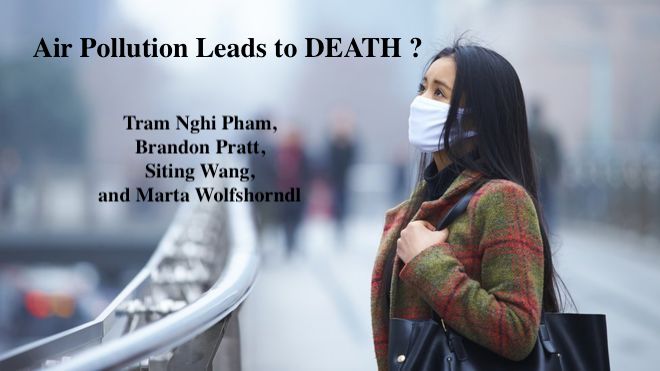 Air Pollution Leads to DEATH ?
Tram Nghi Pham,
Brandon Pratt,
Siting Wang,
and Marta Wolfshorndl